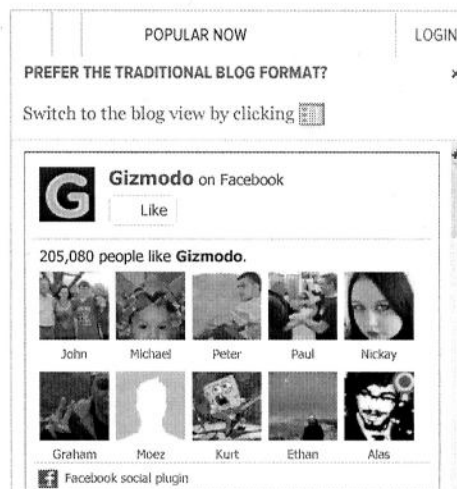 POPULAR NOW LOGIN
PREFER THE TRADITIONAL BLOG FORMAT? ×
Switch to the blog view by clicking
G Gizmodo on Facebook
Like
205,080 people like Gizmodo.
John Michael Peter Paul Nickay
Graham Moez Kurt Ethan Alas
f Facebook social plugin